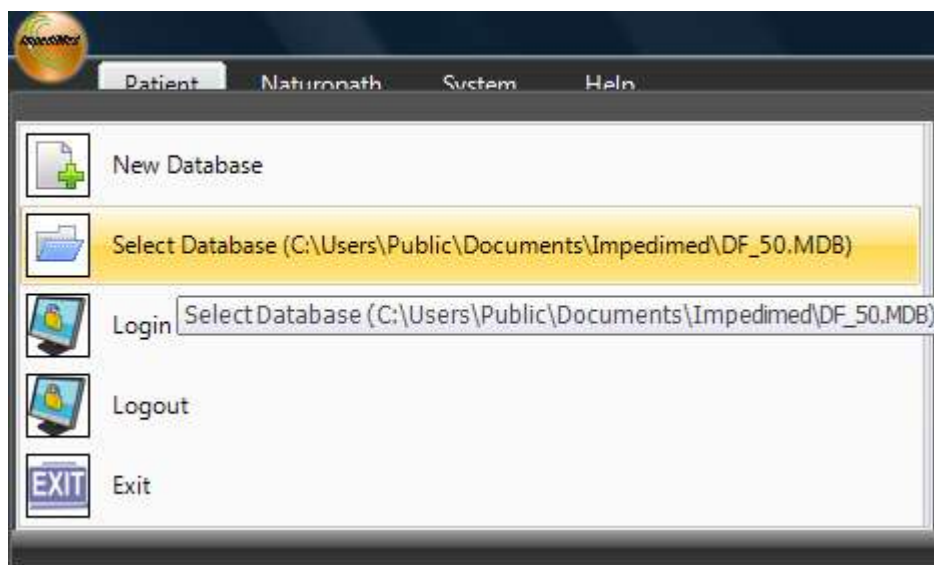 ImpediMed
Patient Naturopath System Help
New Database
Select Database (C:\Users\Public\Documents\Impedimed\DF_50.MDB)
Login
Select Database (C:\Users\Public\Documents\Impedimed\DF_50.MDB)
Logout
EXIT Exit